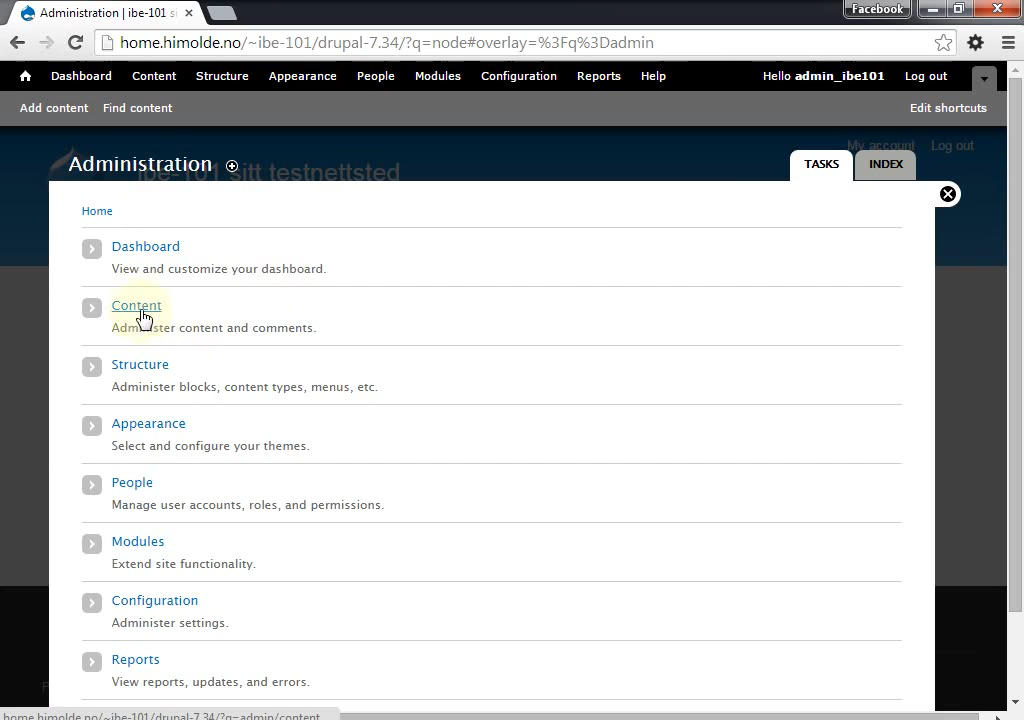 Administration | ibe-101 si
Facebook
home.himolde.no/~ibe-101/drupal-7.34/?q=node#overlay=%3Fq%3Dadmin
Dashboard Content Structure Appearance People Modules Configuration Reports Help Hello admin_ibe101 Log out
Add content Find content Edit shortcuts
My account Log out
Administration ibe-101 sitt testnettsted TASKS INDEX
Home
Dashboard
View and customize your dashboard.
Content
Administer content and comments.
Structure
Administer blocks, content types, menus, etc.
Appearance
Select and configure your themes.
People
Manage user accounts, roles, and permissions.
Modules
Extend site functionality.
Configuration
Administer settings.
Reports
View reports, updates, and errors.
home.himolde.no/~ibe-101/drupal-7.34/?q=admin/content